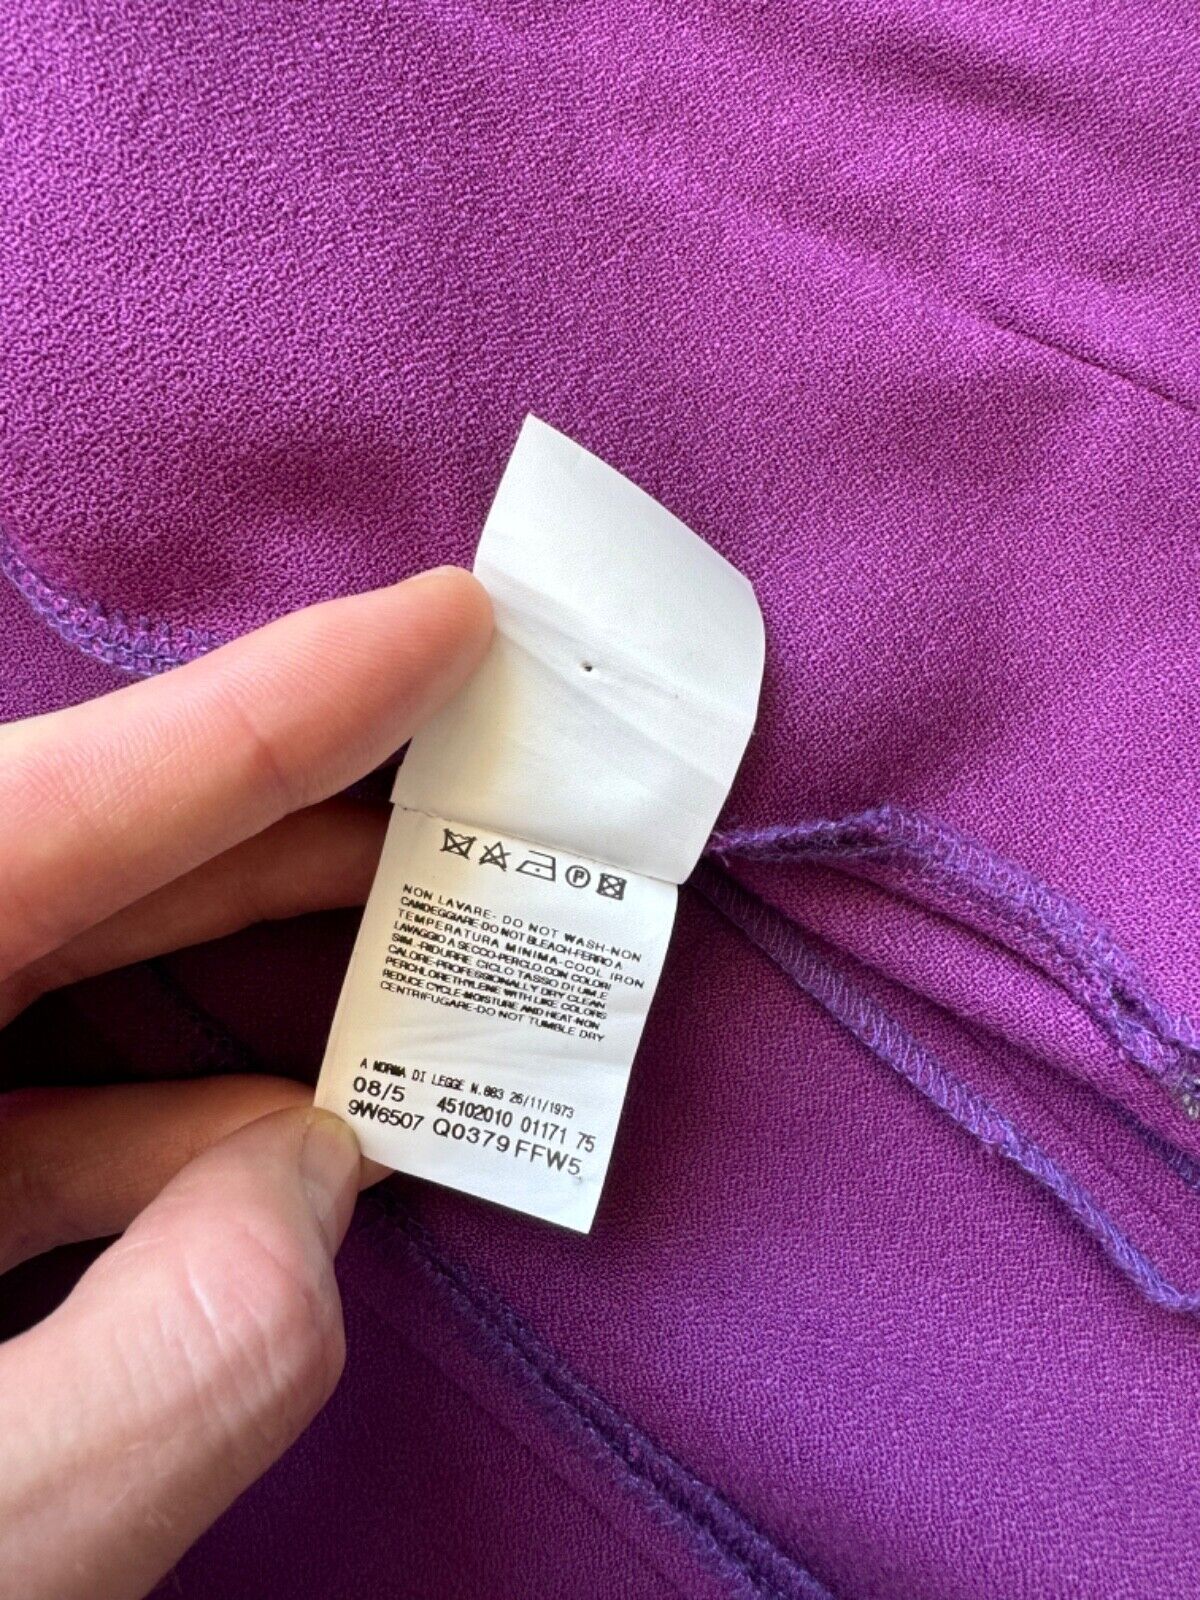 P
NON LAVARE- DO NOT WASH-NON
CANDEGGIARE-DO NOT BLEACH-FERRO A
TEMPERATURA MINIMA-COOL IRON
LAVAGGIO A SECCO-PERCLO.CON COLORI
SIM.-RIDURRE CICLO TASSO DI UM.E
CALORE-PROFESSIONALLY DRY CLEAN
PERCHLORETHYLENE WITH LIKE COLORS
REDUCE CYCLE-MOISTURE AND HEAT-NON
CENTRIFUGARE-DO NOT TUMBLE DRY
A NORMA DI LEGGE N.883 26/11/1973
08/5 45102010 01171 75
9W6507 Q0379 FFW5